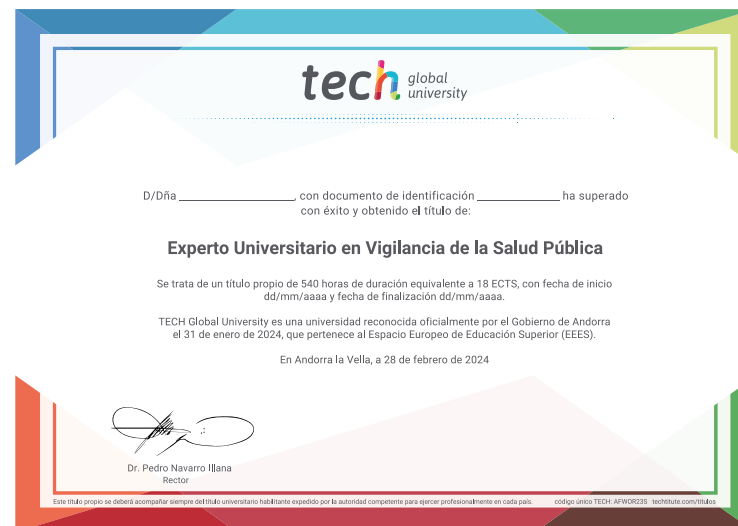 tech global university
D/Dña ________________, con documento de identificación ____________ ha superado
con éxito y obtenido el título de:
Experto Universitario en Vigilancia de la Salud Pública
Se trata de un título propio de 540 horas de duración equivalente a 18 ECTS, con fecha de inicio
dd/mm/aaaa y fecha de finalización dd/mm/aaaa.
TECH Global University es una universidad reconocida oficialmente por el Gobierno de Andorra
el 31 de enero de 2024, que pertenece al Espacio Europeo de Educación Superior (EEES).
En Andorra la Vella, a 28 de febrero de 2024
Dr. Pedro Navarro Illana
Rector
Este título propio se deberá acompañar siempre del título universitario habilitante expedido por la autoridad competente para ejercer profesionalmente en cada país. código único TECH: AFWOR23S techtitute.com/titulos